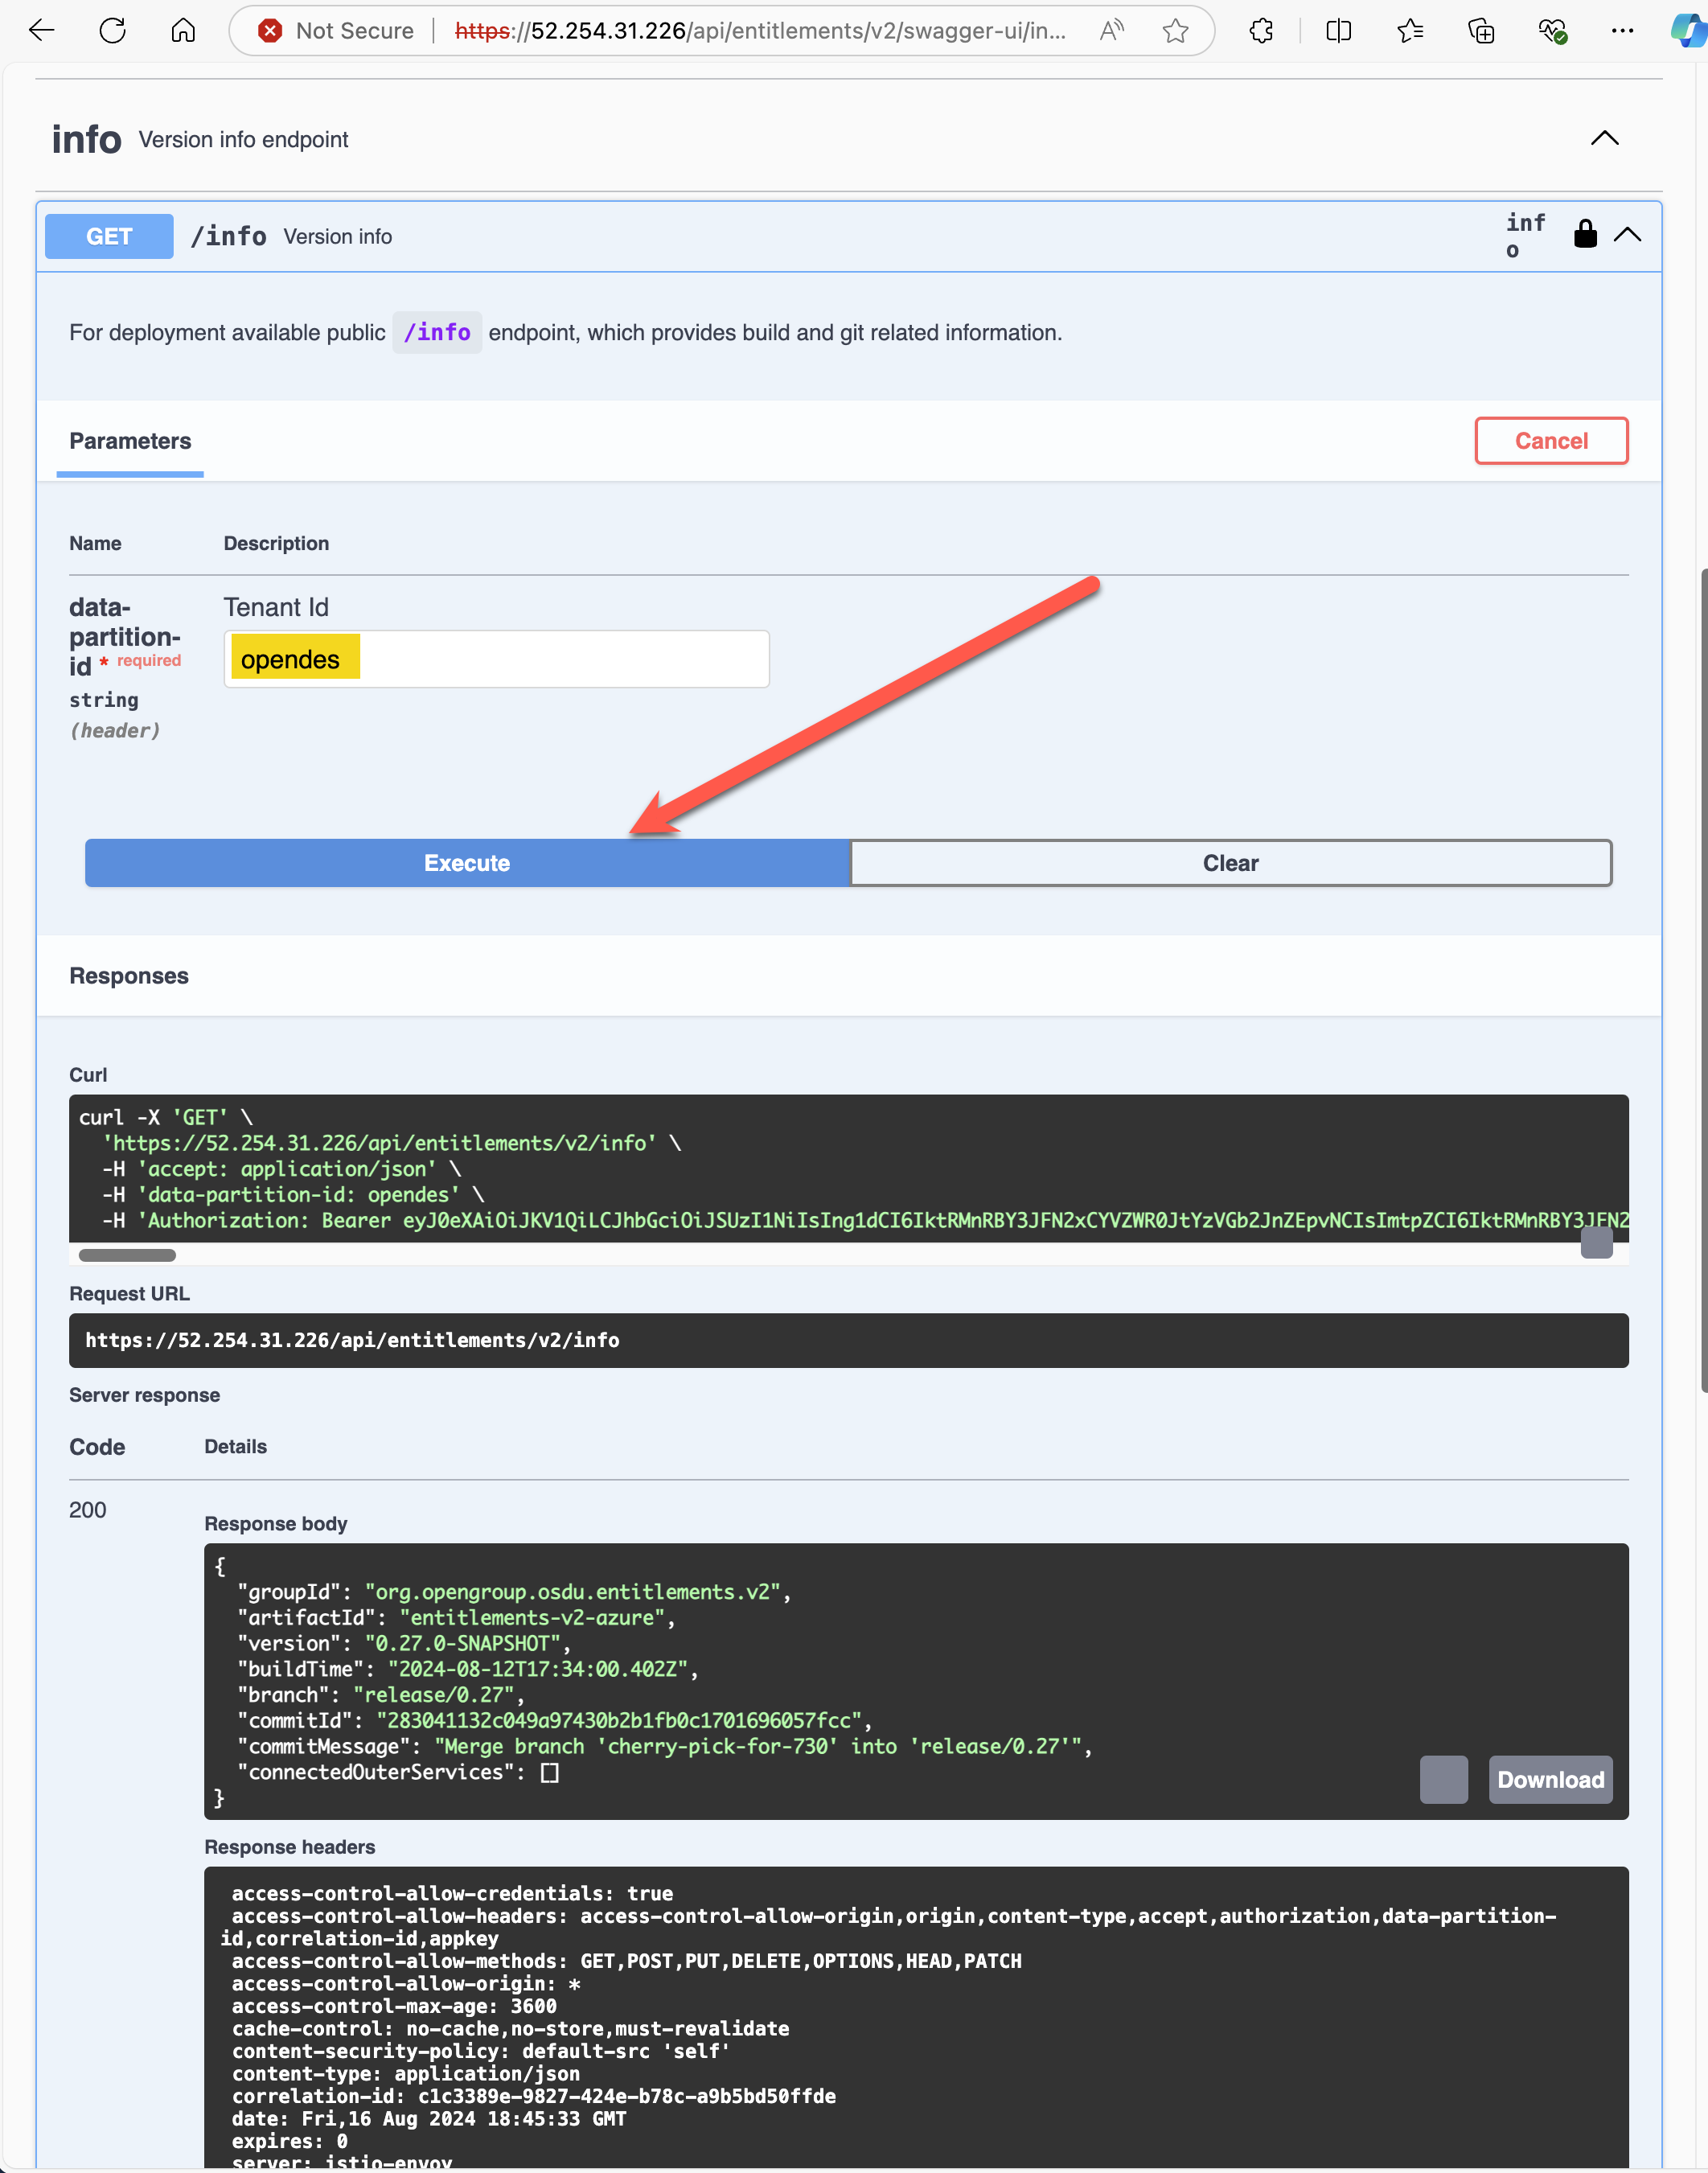 Not Secure https://52.254.31.226/api/entitlements/v2/swagger-ui/in...
info Version info endpoint
GET /info Version info
inf
o
For deployment available public /info endpoint, which provides build and git related information.
Parameters
Cancel
Name Description
data-
partition-
id * required
string
(header)
Tenant Id
opendes
Execute
Clear
Responses
Curl
curl -X 'GET' \
'https://52.254.31.226/api/entitlements/v2/info' \
-H 'accept: application/json' \
-H 'data-partition-id: opendes' \
-H 'Authorization: Bearer eyJ0eXAiOiJKV1QiLCJhbGciOiJSUzI1NiIsIng1dCI6IktRMnRBY3JFN2xCYVZWR0JtYzVGb2JnZEpvNCIsImtpZCI6IktRMnRBY3JFN2
Request URL
https://52.254.31.226/api/entitlements/v2/info
Server response
Code Details
200
Response body
{
"groupId": "org.opengroup.osdu.entitlements.v2",
"artifactId": "entitlements-v2-azure",
"version": "0.27.0-SNAPSHOT",
"buildTime": "2024-08-12T17:34:00.402Z",
"branch": "release/0.27",
"commitId": "283041132c049a97430b2b1fb0c1701696057fcc",
"commitMessage": "Merge branch 'cherry-pick-for-730' into 'release/0.27'",
"connectedOuterServices": []
}
Download
Response headers
access-control-allow-credentials: true
access-control-allow-headers: access-control-allow-origin,origin,content-type,accept,authorization,data-partition-
id,correlation-id,appkey
access-control-allow-methods: GET,POST,PUT,DELETE,OPTIONS,HEAD,PATCH
access-control-allow-origin: *
access-control-max-age: 3600
cache-control: no-cache,no-store,must-revalidate
content-security-policy: default-src 'self'
content-type: application/json
correlation-id: c1c3389e-9827-424e-b78c-a9b5bd50ffde
date: Fri,16 Aug 2024 18:45:33 GMT
expires: 0
server: istio-envoy